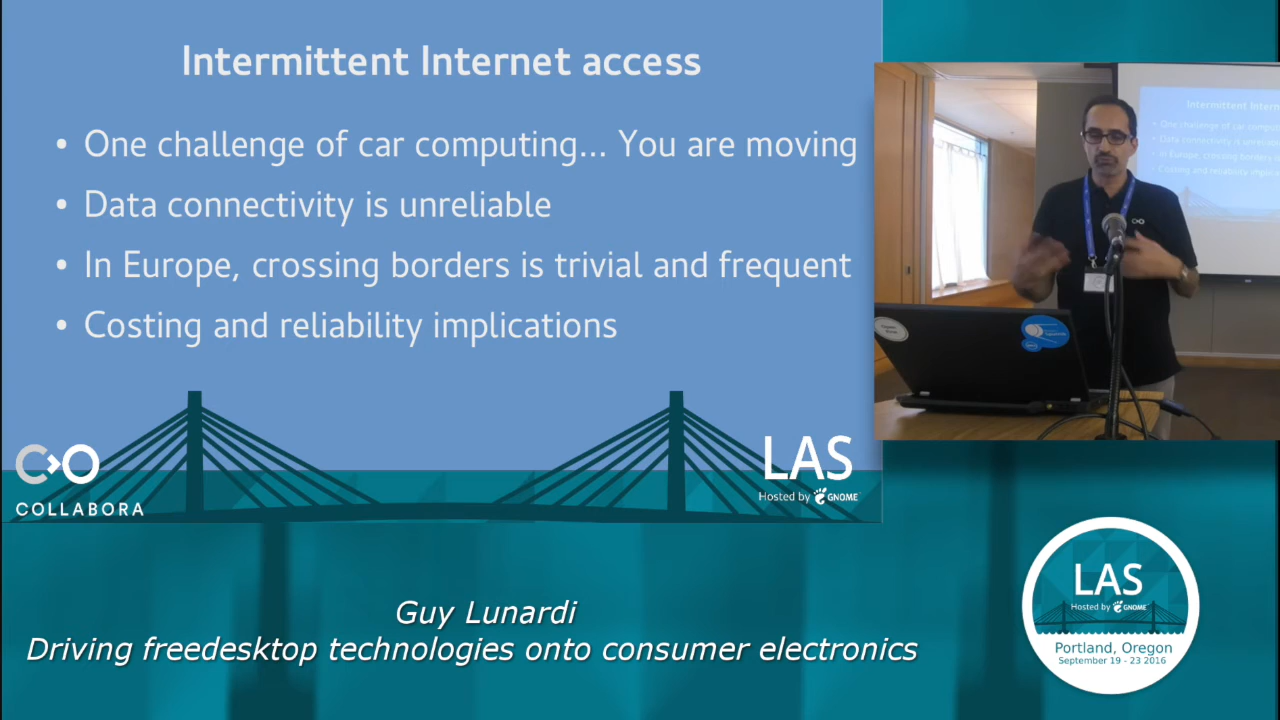 Intermittent Internet access
• One challenge of car computing... You are moving
• Data connectivity is unreliable
• In Europe, crossing borders is trivial and frequent
• Costing and reliability implications
COLLABORA
LAS
Hosted by GNOME
Guy Lunardi
Driving freedesktop technologies onto consumer electronics
LAS
Hosted by GNOME
Portland, Oregon
September 19 - 23 2016